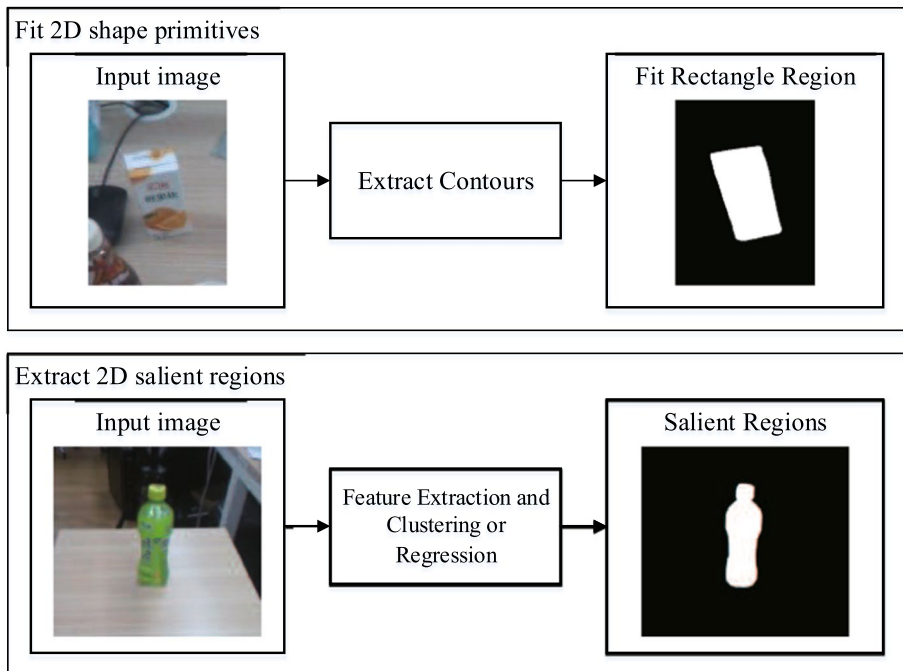 Fit 2D shape primitives
Input image
Extract Contours
Fit Rectangle Region
Extract 2D salient regions
Input image
Feature Extraction and
Clustering or
Regression
Salient Regions